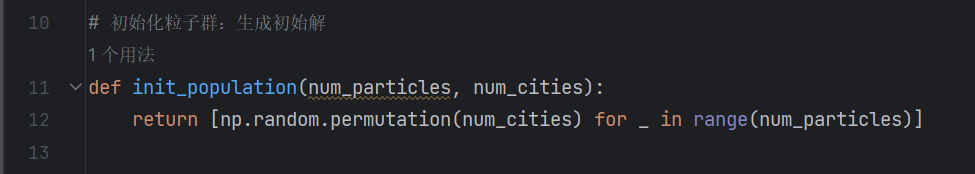 10 # 初始化粒子群：生成初始解
1 个用法
11 def init_population(num_particles, num_cities):
12 return [np.random.permutation(num_cities) for _ in range(num_particles)]
13